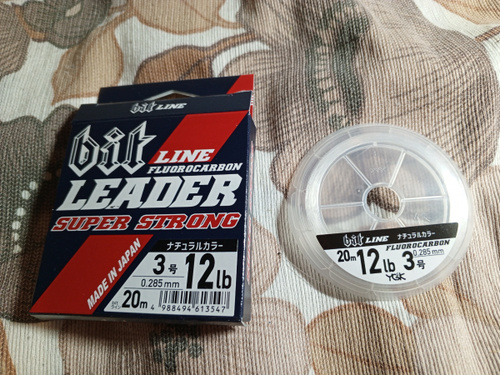 bit LINE
bit LINE
FLUOROCARBON
LEADER
SUPER STRONG
MADE IN JAPAN
ナチュラルカラー
3号 12lb
0.285mm
20m
4 988494 613547
bit LINE ナチュラルカラー
FLUOROCARBON
20m 12lb 3号
0.285mm
YGK